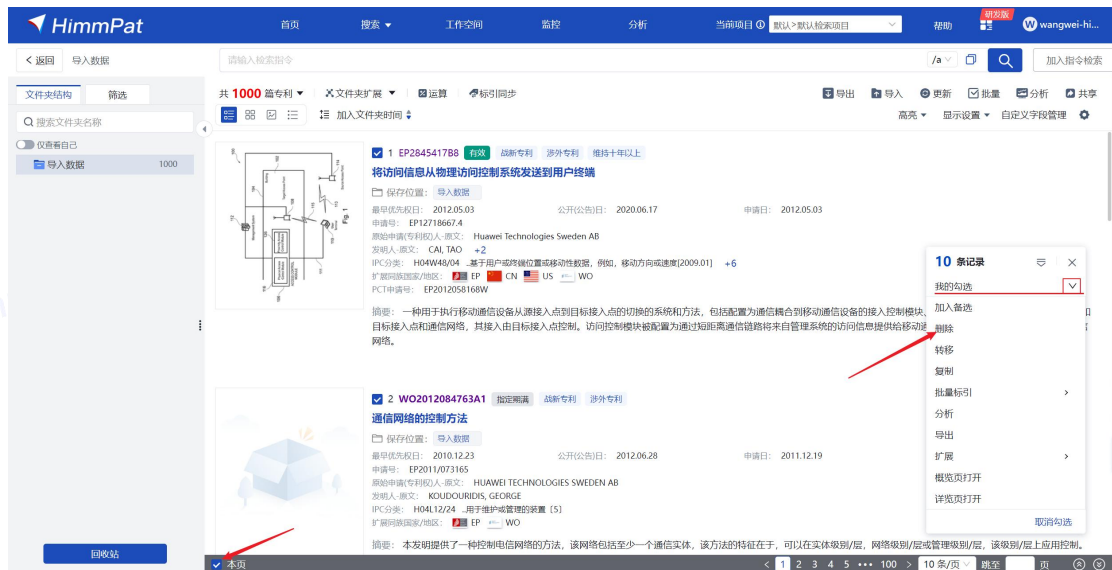 HimmPat 首页 搜索 工作空间 监控 分析 当前项目 默认>默认检索项目 帮助 研发版 W wangwei-hi...
返回 导入数据 请输入检索指令 /a 加入指令检索
文件夹结构 筛选 共 1000 篇专利 文件夹扩展 运算 标引同步 导出 导入 更新 批量 分析 共享
搜索文件夹名称 加入文件夹时间 高亮 显示设置 自定义字段管理
仅查看自己
导入数据 1000
1 EP2845417B8 有效 战新专利 涉外专利 维持十年以上
将访问信息从物理访问控制系统发送到用户终端
保存位置: 导入数据
最早优先权日: 2012.05.03 公开(公告)日: 2020.06.17 申请日: 2012.05.03
申请号: EP12718667.4
原始申请(专利权)人-原文: Huawei Technologies Sweden AB
发明人-原文: CAI, TAO +2
IPC分类: H04W48/04 ..基于用户或终端位置或移动性数据, 例如, 移动方向或速度[2009.01] +6
扩展同族国家/地区: EP CN US WO
PCT申请号: EP2012058168W
摘要: 一种用于执行移动通信设备从源接入点到目标接入点的切换的系统和方法, 包括配置为通信耦合到移动通信设备的接入控制模块、
目标接入点和通信网络, 其接入由目标接入点控制。访问控制模块被配置为通过短距离通信链路将来自管理系统的访问信息提供给移动通
网络。
Fig. 1
10 条记录
我的勾选
加入备选
删除
转移
复制
批量标引
分析
导出
扩展
概览页打开
详览页打开
取消勾选
2 WO2012084763A1 指定期满 战新专利 涉外专利
通信网络的控制方法
保存位置: 导入数据
最早优先权日: 2010.12.23 公开(公告)日: 2012.06.28 申请日: 2011.12.19
申请号: EP2011/073165
原始申请(专利权)人-原文: HUAWEI TECHNOLOGIES SWEDEN AB
发明人-原文: KOUDOURIDIS, GEORGE
IPC分类: H04L12/24 ..用于维护或管理的装置 [5]
扩展同族国家/地区: EP WO
摘要: 本发明提供了一种控制电信网络的方法, 该网络包括至少一个通信实体, 该方法的特征在于, 可以在实体级别/层, 网络级别/层或管理级别/层, 该级别/层上应用控制。
回收站
本页 < 1 2 3 4 5 ••• 100 > 10 条/页 跳至 页